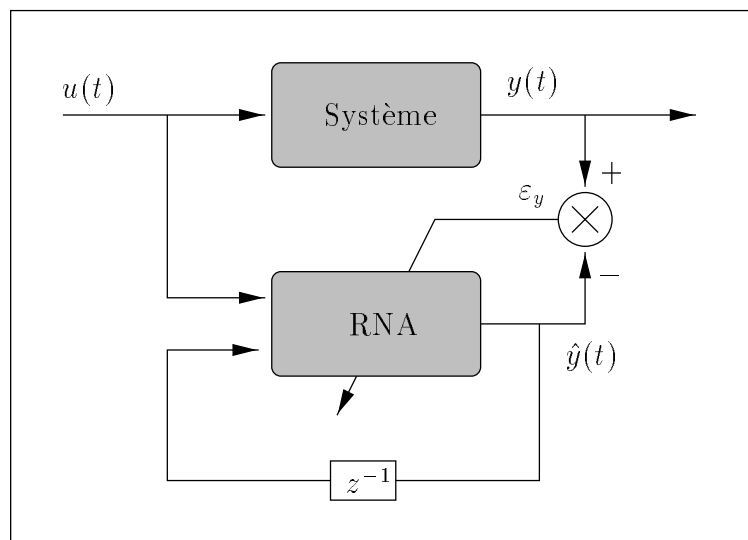 u(t)
Système
y(t)
+
ε_y
−
RNA
ŷ(t)
z⁻¹